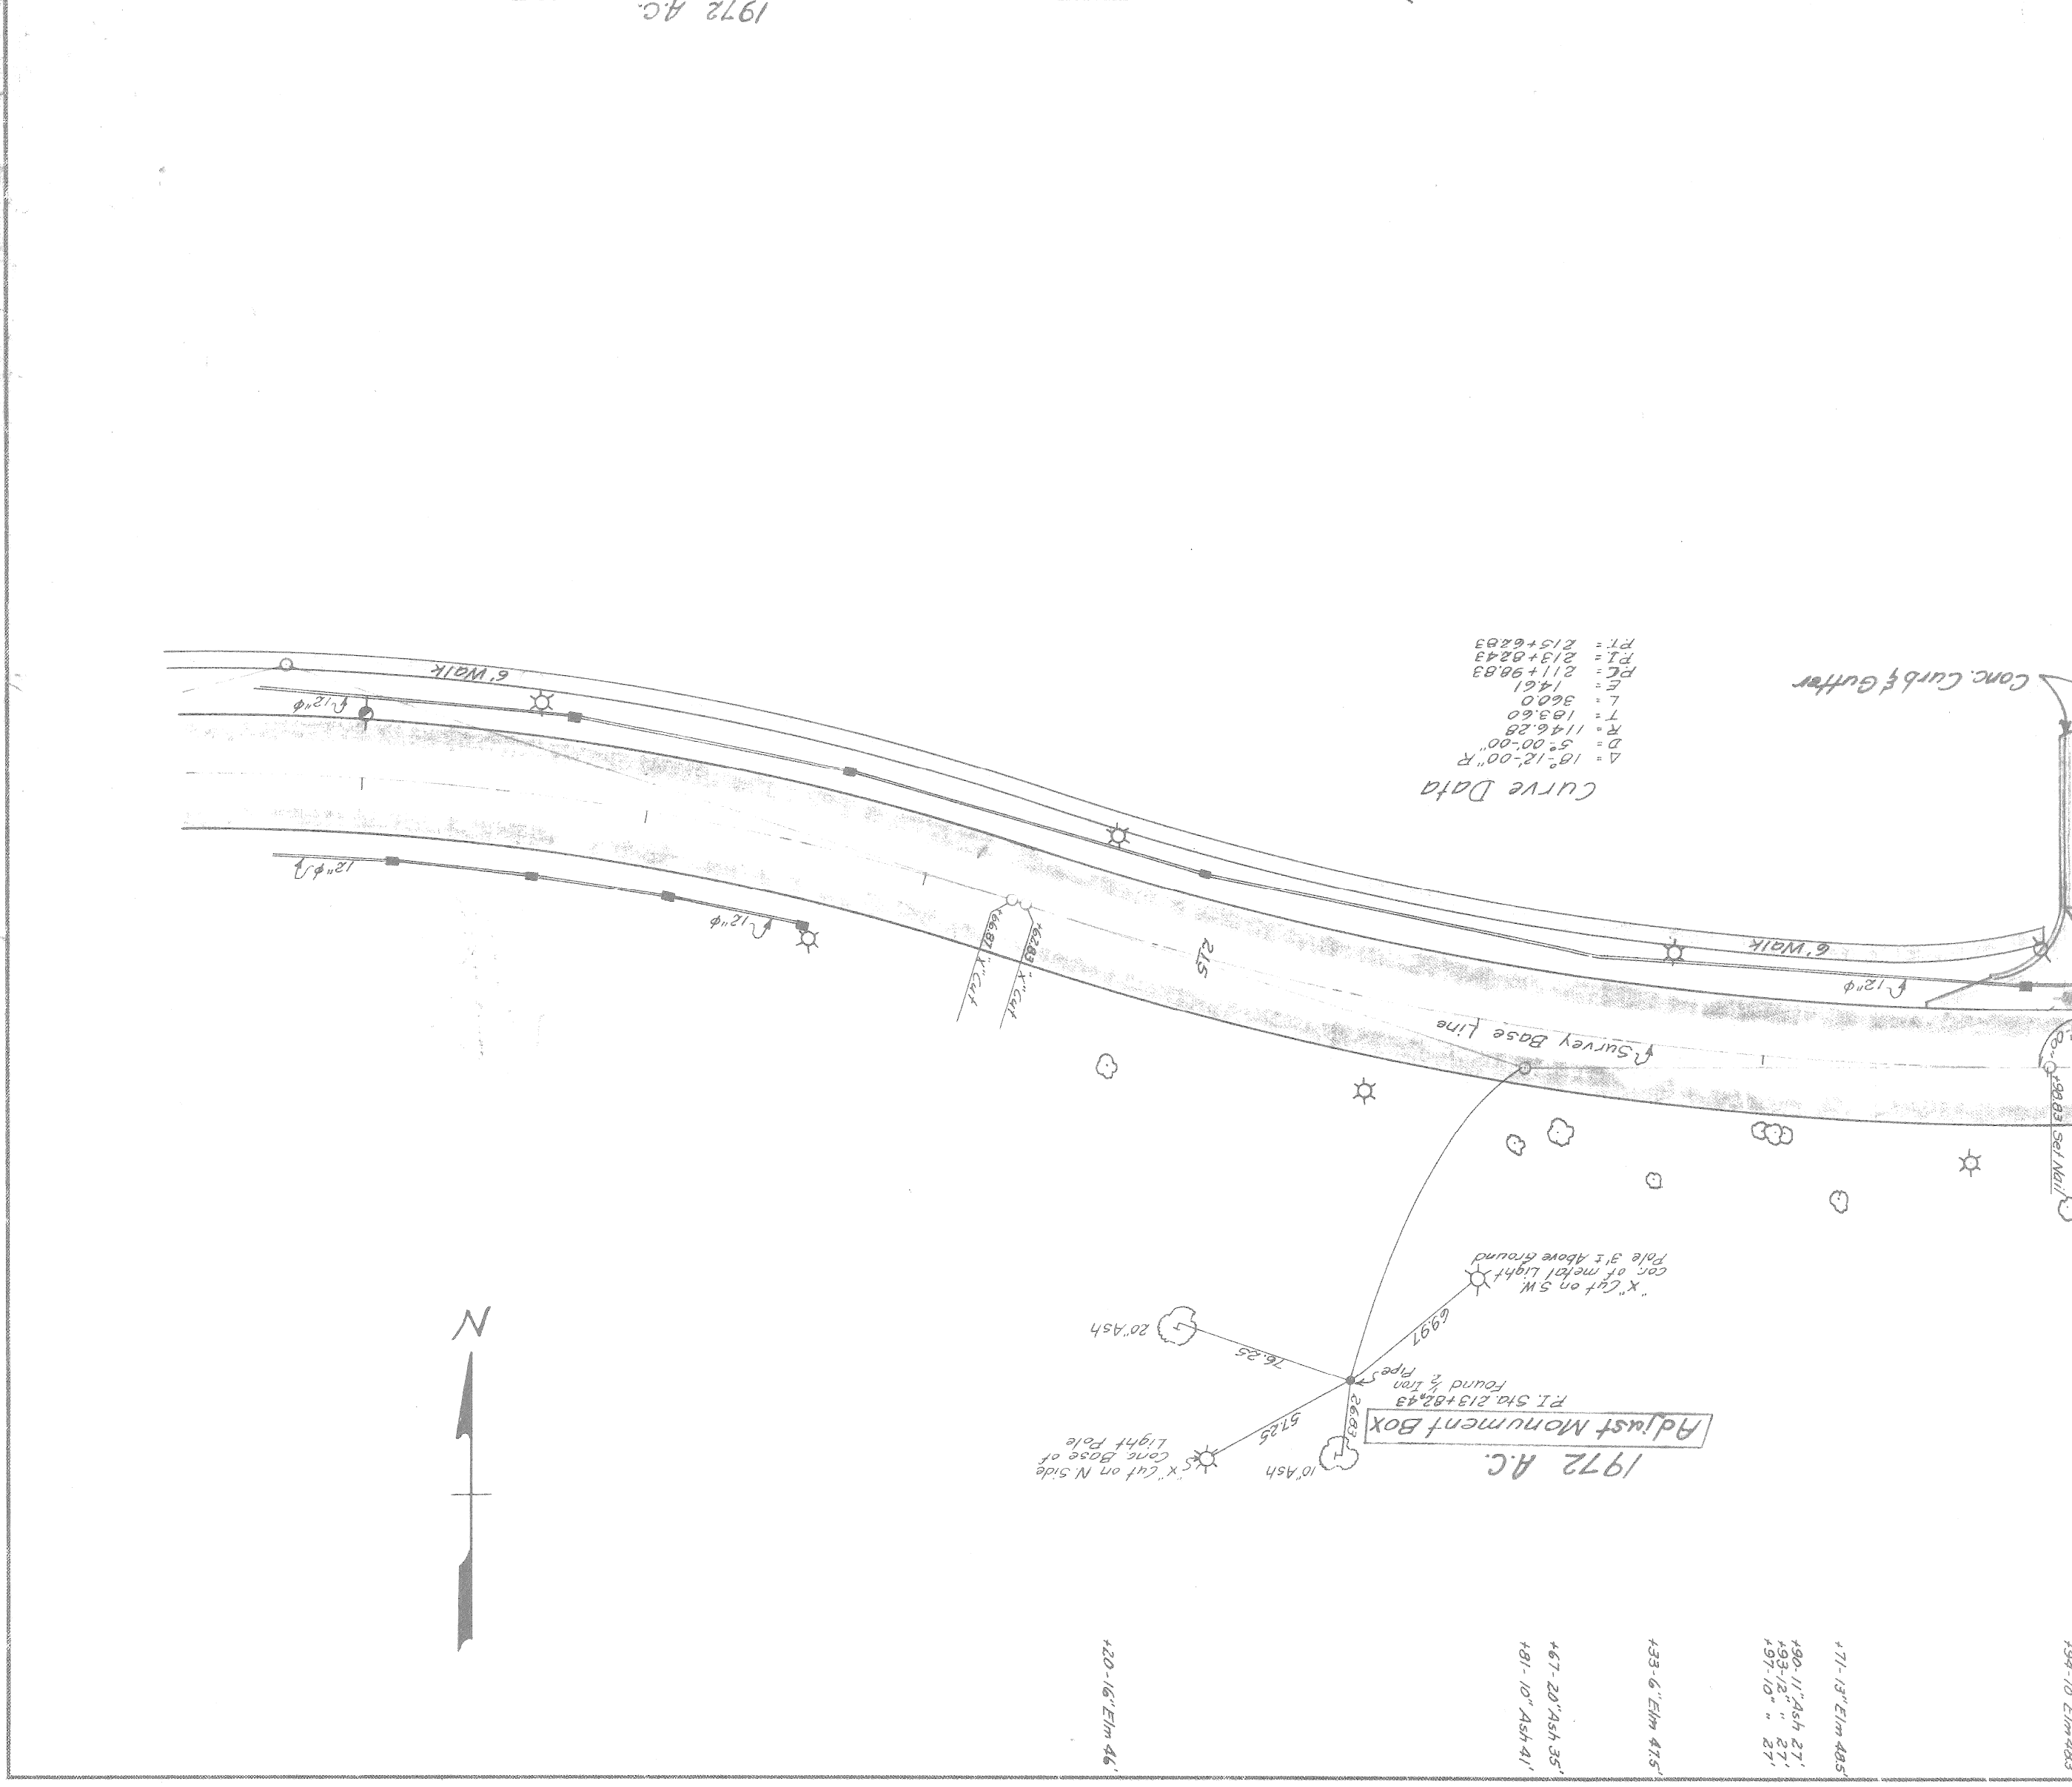 1972 A.C.
6' Walk
12"φ
12"φ
12"φ
Curve Data
Δ = 18°-12'-00" R
D = 5°-00'-00"
R = 1146.28
T = 183.60
L = 360.0
E = 14.61
P.C. = 211+98.83
P.I. = 213+82.43
P.T. = 215+62.83
Conc. Curb & Gutter
6' Walk
12"φ
+66.87 "X" Cut
+62.83 "X" Cut
215
Survey Base Line
+98.83 Set Nail
"X" Cut on S.W.
cor. of metal Light
Pole 3'± Above Ground
69.97
20" Ash
76.25
57.25
26.83
10" Ash
"X" Cut on N. Side
Conc. Base of
Light Pole
1972 A.C.
Adjust Monument Box
P.I. Sta. 213+82.43
Found ½" Iron
Pipe
N
+20-16" Elm 46'
+81-10" Ash 41'
+67-20" Ash 35'
+33-6" Elm 47.5'
+97-10" " 27'
+93-12" " 27'
+90-11" Ash 27'
+71-13" Elm 48.5'